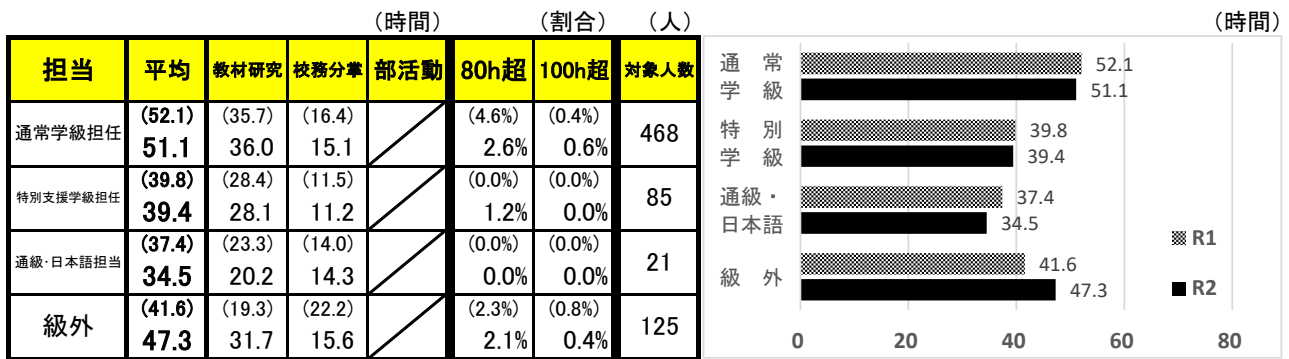 （時間）　（割合）　（人）
担当 平均 教材研究 校務分掌 部活動 80h超 100h超 対象人数
通常学級担任 (52.1) (35.7) (16.4) (4.6%) (0.4%) 468
51.1 36.0 15.1 2.6% 0.6%
特別支援学級担任 (39.8) (28.4) (11.5) (0.0%) (0.0%) 85
39.4 28.1 11.2 1.2% 0.0%
通級・日本語担当 (37.4) (23.3) (14.0) (0.0%) (0.0%) 21
34.5 20.2 14.3 0.0% 0.0%
級外 (41.6) (19.3) (22.2) (2.3%) (0.8%) 125
47.3 31.7 15.6 2.1% 0.4%
（時間）
通　常 52.1
学　級 51.1
特　別 39.8
学　級 39.4
通級・ 37.4
日本語 34.5
級　外 41.6
47.3
R1
R2
0 20 40 60 80